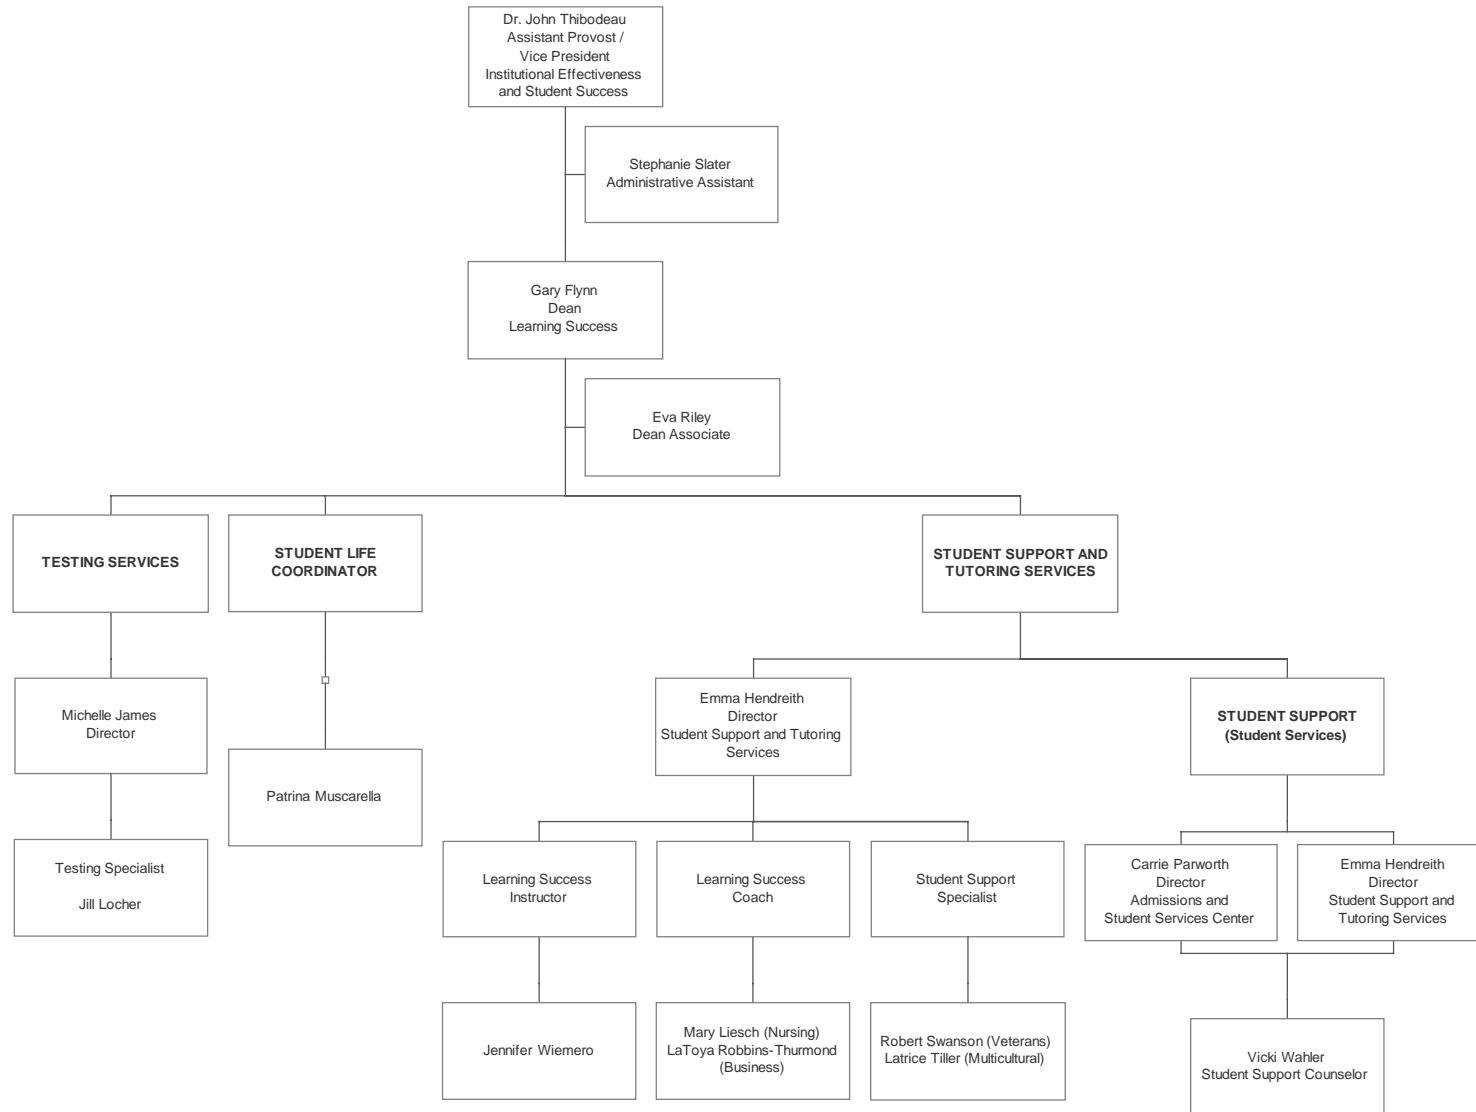 Dr. John Thibodeau
Assistant Provost /
Vice President
Institutional Effectiveness
and Student Success
Stephanie Slater
Administrative Assistant
Gary Flynn
Dean
Learning Success
Eva Riley
Dean Associate
TESTING SERVICES
STUDENT LIFE
COORDINATOR
STUDENT SUPPORT AND
TUTORING SERVICES
Michelle James
Director
Patrina Muscarella
Testing Specialist
Jill Locher
Emma Hendreith
Director
Student Support and Tutoring
Services
STUDENT SUPPORT
(Student Services)
Learning Success
Instructor
Learning Success
Coach
Student Support
Specialist
Carrie Parworth
Director
Admissions and
Student Services Center
Emma Hendreith
Director
Student Support and
Tutoring Services
Jennifer Wiemero
Mary Liesch (Nursing)
LaToya Robbins-Thurmond
(Business)
Robert Swanson (Veterans)
Latrice Tiller (Multicultural)
Vicki Wahler
Student Support Counselor